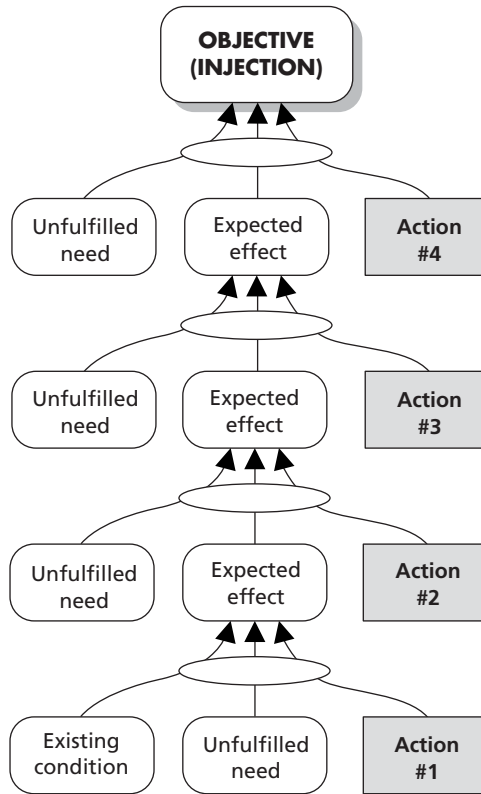 OBJECTIVE
(INJECTION)
Unfulfilled
need
Expected
effect
Action
#4
Unfulfilled
need
Expected
effect
Action
#3
Unfulfilled
need
Expected
effect
Action
#2
Existing
condition
Unfulfilled
need
Action
#1